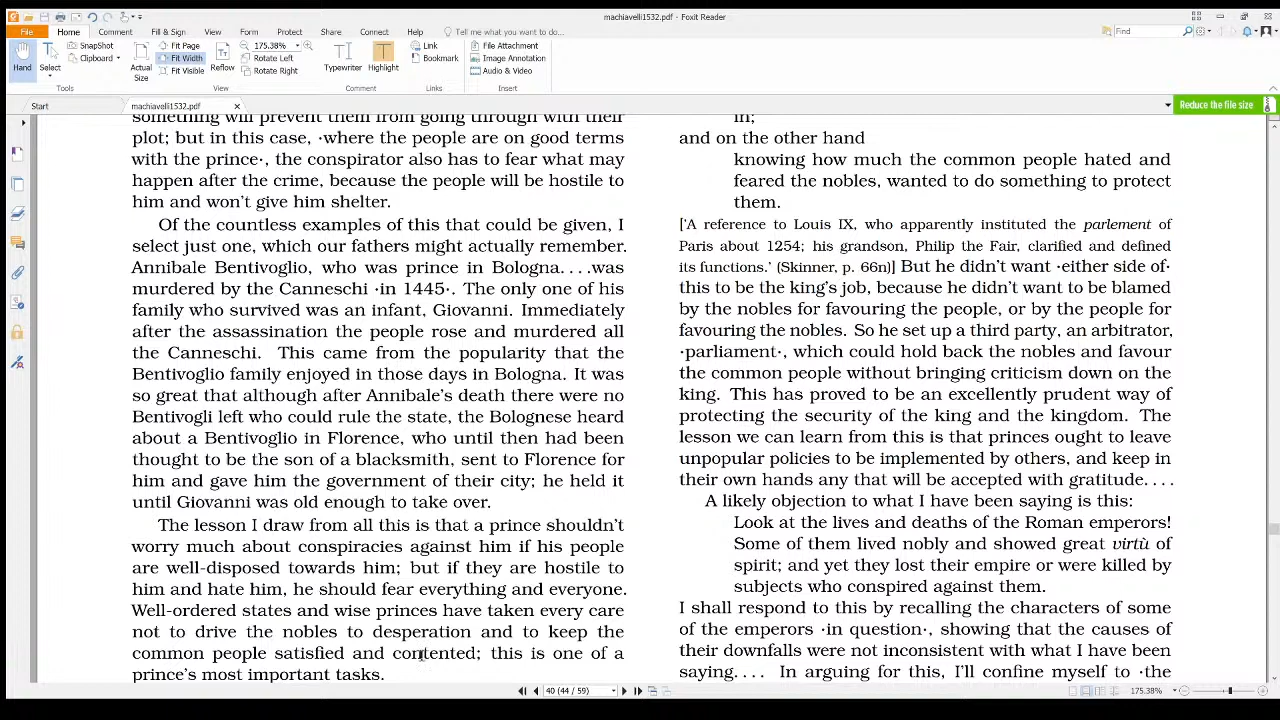 machiavelli1532.pdf - Foxit Reader
File Home Comment Fill & Sign View Form Protect Share Connect Help Tell me what you want to do... Find
Hand
Select
SnapShot
Clipboard
Tools
Actual Size
Fit Page
Fit Width
Fit Visible
Reflow
175.38%
Rotate Left
Rotate Right
View
Typewriter
Highlight
Comment
Link
Bookmark
Links
File Attachment
Image Annotation
Audio & Video
Insert
Start machiavelli1532.pdf Reduce the file size
something will prevent them from going through with their
plot; but in this case, ·where the people are on good terms
with the prince·, the conspirator also has to fear what may
happen after the crime, because the people will be hostile to
him and won't give him shelter.
Of the countless examples of this that could be given, I
select just one, which our fathers might actually remember.
Annibale Bentivoglio, who was prince in Bologna. . . .was
murdered by the Canneschi ·in 1445·. The only one of his
family who survived was an infant, Giovanni. Immediately
after the assassination the people rose and murdered all
the Canneschi. This came from the popularity that the
Bentivoglio family enjoyed in those days in Bologna. It was
so great that although after Annibale's death there were no
Bentivogli left who could rule the state, the Bolognese heard
about a Bentivoglio in Florence, who until then had been
thought to be the son of a blacksmith, sent to Florence for
him and gave him the government of their city; he held it
until Giovanni was old enough to take over.
The lesson I draw from all this is that a prince shouldn't
worry much about conspiracies against him if his people
are well-disposed towards him; but if they are hostile to
him and hate him, he should fear everything and everyone.
Well-ordered states and wise princes have taken every care
not to drive the nobles to desperation and to keep the
common people satisfied and contented; this is one of a
prince's most important tasks.
in;
and on the other hand
knowing how much the common people hated and
feared the nobles, wanted to do something to protect
them.
['A reference to Louis IX, who apparently instituted the parlement of
Paris about 1254; his grandson, Philip the Fair, clarified and defined
its functions.' (Skinner, p. 66n)] But he didn't want ·either side of·
this to be the king's job, because he didn't want to be blamed
by the nobles for favouring the people, or by the people for
favouring the nobles. So he set up a third party, an arbitrator,
·parliament·, which could hold back the nobles and favour
the common people without bringing criticism down on the
king. This has proved to be an excellently prudent way of
protecting the security of the king and the kingdom. The
lesson we can learn from this is that princes ought to leave
unpopular policies to be implemented by others, and keep in
their own hands any that will be accepted with gratitude. . . .
A likely objection to what I have been saying is this:
Look at the lives and deaths of the Roman emperors!
Some of them lived nobly and showed great virtù of
spirit; and yet they lost their empire or were killed by
subjects who conspired against them.
I shall respond to this by recalling the characters of some
of the emperors ·in question·, showing that the causes of
their downfalls were not inconsistent with what I have been
saying. . . . In arguing for this, I'll confine myself to ·the
40 (44 / 59) 175.38%